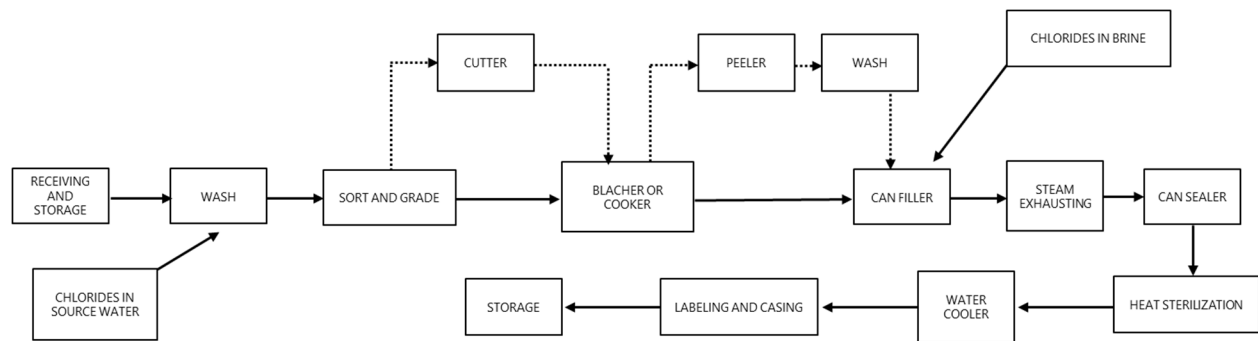 CHLORIDES IN BRINE
CUTTER
PEELER
WASH
RECEIVING
AND
STORAGE
WASH
SORT AND GRADE
BLACHER OR
COOKER
CAN FILLER
STEAM
EXHAUSTING
CAN SEALER
CHLORIDES IN
SOURCE WATER
STORAGE
LABELING AND CASING
WATER
COOLER
HEAT STERILIZATION